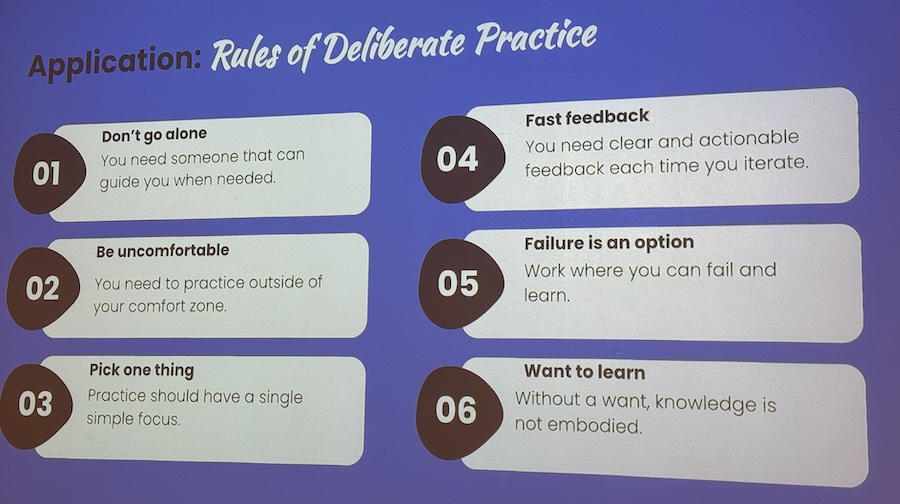 Application: Rules of Deliberate Practice
01
Don't go alone
You need someone that can
guide you when needed.
02
Be uncomfortable
You need to practice outside of
your comfort zone.
03
Pick one thing
Practice should have a single
simple focus.
04
Fast feedback
You need clear and actionable
feedback each time you iterate.
05
Failure is an option
Work where you can fail and
learn.
06
Want to learn
Without a want, knowledge is
not embodied.